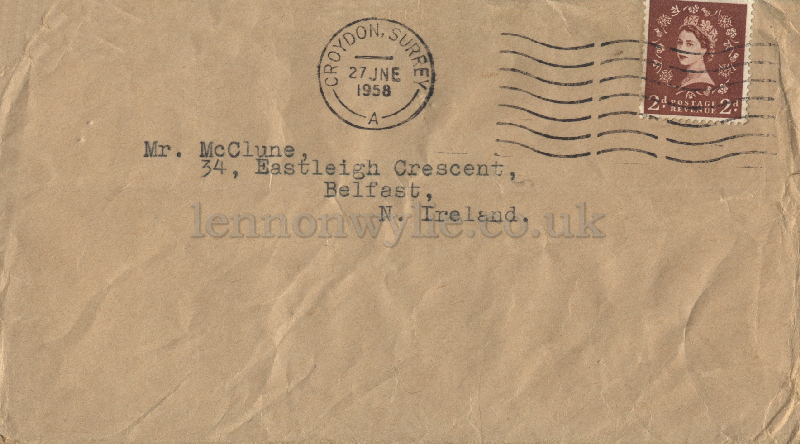 CROYDON, SURREY
27 JNE
1958
A
2d POSTAGE REVENUE 2d
Mr. McClune,
34, Eastleigh Crescent,
Belfast,
N. Ireland.
lennonwylie.co.uk